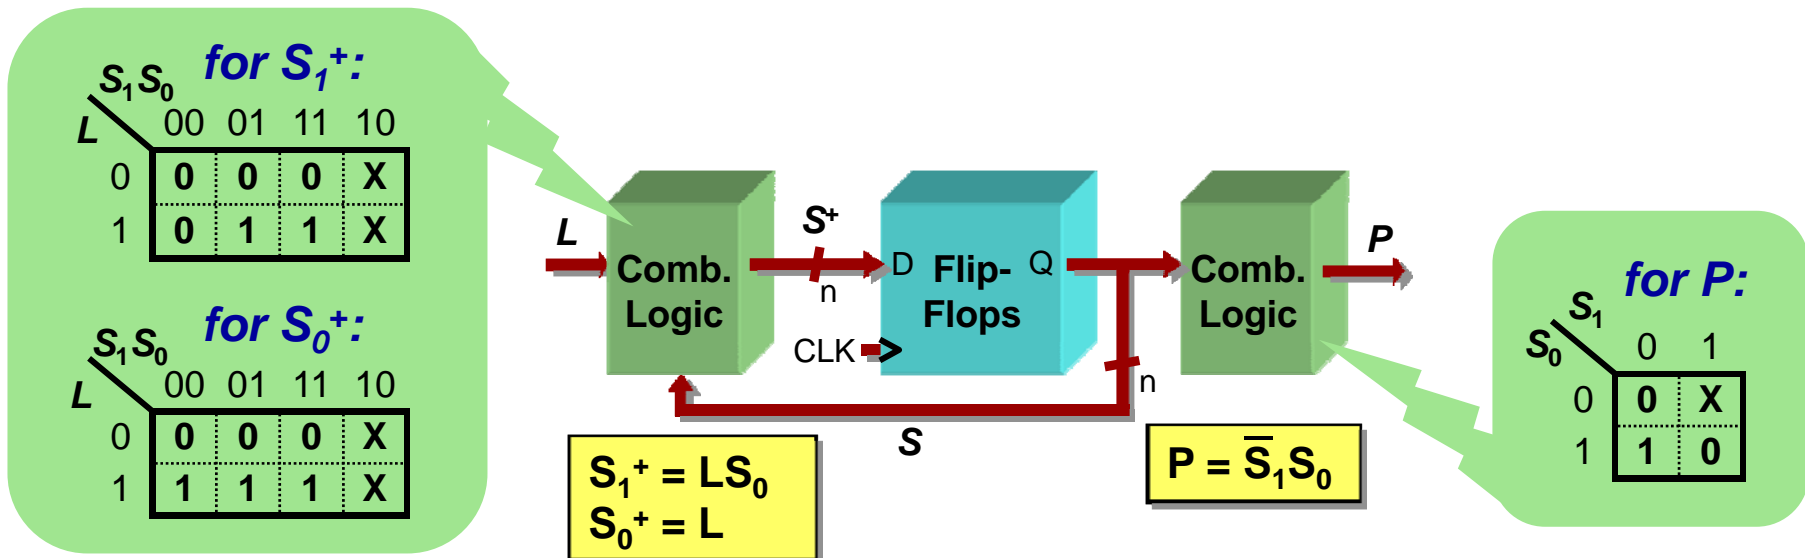 for S₁⁺:
S₁S₀
L
00 01 11 10
0 0 0 0 X
1 0 1 1 X
for S₀⁺:
S₁S₀
L
00 01 11 10
0 0 0 0 X
1 1 1 1 X
L
Comb.
Logic
S⁺
n
D
Flip-
Flops
Q
CLK
n
S
Comb.
Logic
P
S₁⁺ = LS₀
S₀⁺ = L
P = S̅₁S₀
for P:
S₁
S₀
0 1
0 0 X
1 1 0